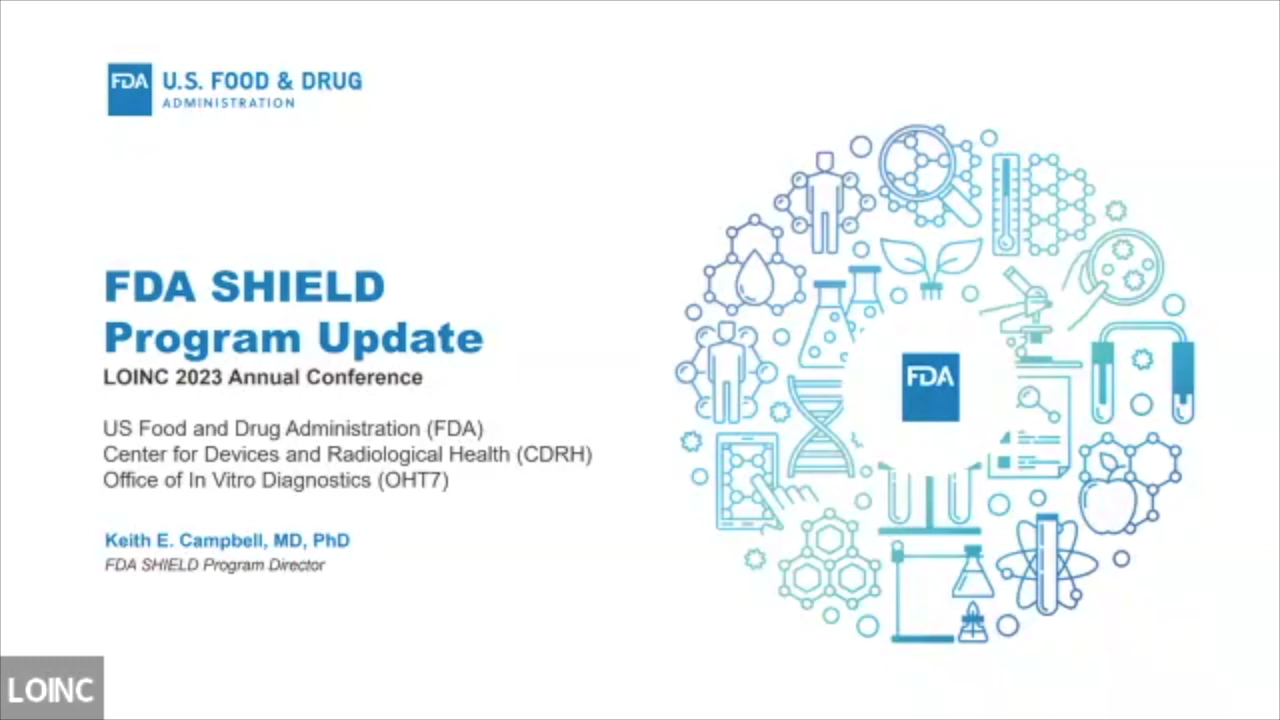 FDA U.S. FOOD & DRUG
ADMINISTRATION
FDA SHIELD
Program Update
LOINC 2023 Annual Conference
US Food and Drug Administration (FDA)
Center for Devices and Radiological Health (CDRH)
Office of In Vitro Diagnostics (OHT7)
Keith E. Campbell, MD, PhD
FDA SHIELD Program Director
FDA
LOINC